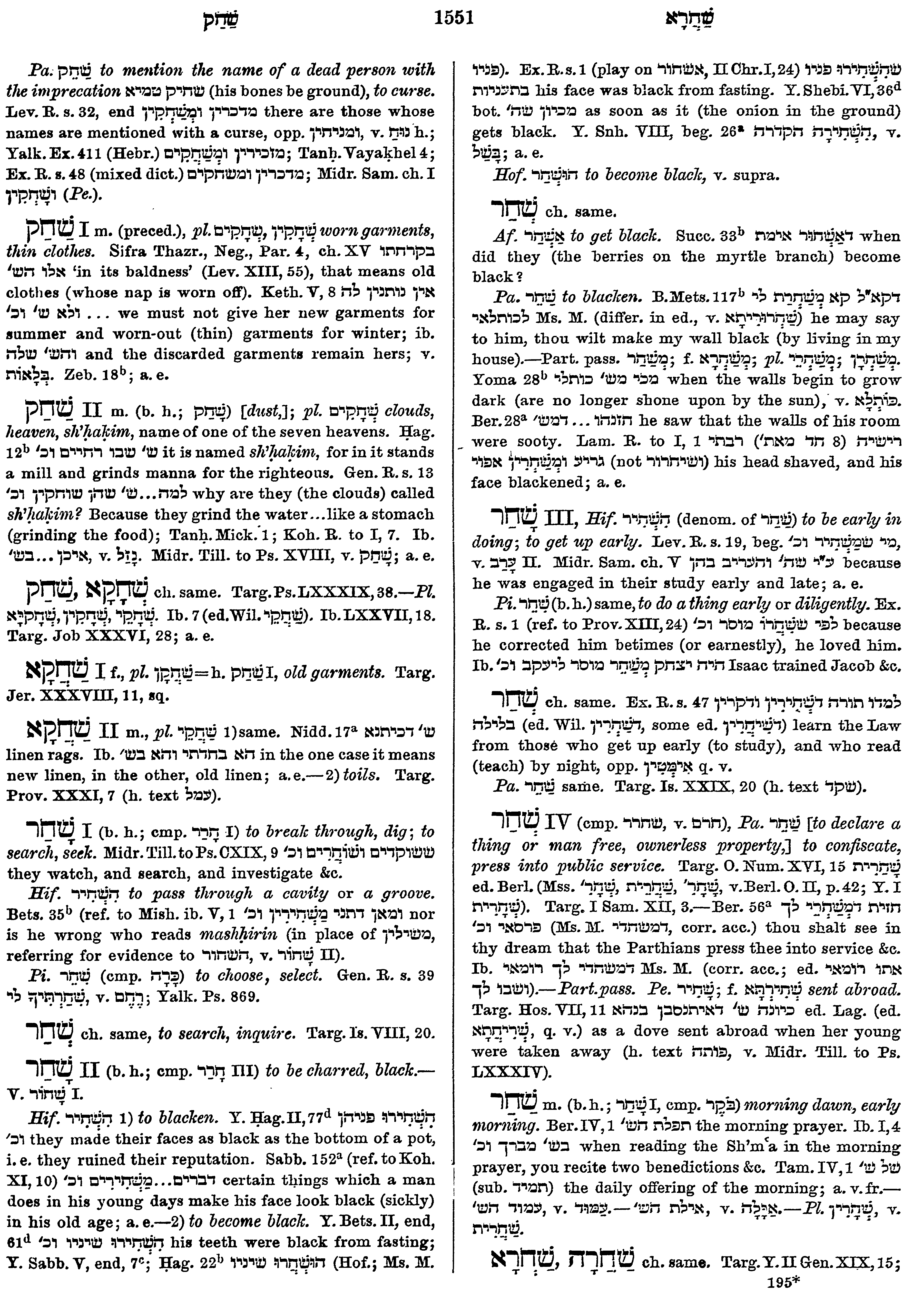 שָׁחַק
1551
שַׁחֲרָא
Pa. שַׁחֵק to mention the name of a dead person with
the imprecation שחיק טמיא (his bones be ground), to curse.
Lev. R. s. 32, end מדכרין וּמְשַׁחֲקִין there are those whose
names are mentioned with a curse, opp. ומניחין, v. נוּחַ h.;
Yalk. Ex. 411 (Hebr.) מזכירין וּמְשַׁחֲקִים; Tanḥ. Vayakhel 4;
Ex. R. s. 48 (mixed dict.) מדכרין ומשחקים; Midr. Sam. ch. I
וְשָׁחֲקִין (Pe.).
שַׁחַק I m. (preced.), pl. שְׁחָקִים, שְׁחָקִין worn garments,
thin clothes. Sifra Thazr., Neg., Par. 4, ch. XV בקרחתו
אלו הש' 'in its baldness' (Lev. XIII, 55), that means old
clothes (whose nap is worn off). Keth. V, 8 אין נותנין לה
ולא ש' וכ' ... we must not give her new garments for
summer and worn-out (thin) garments for winter; ib.
והש' שלה and the discarded garments remain hers; v.
בְּלָאוֹת. Zeb. 18b; a. e.
שַׁחַק II m. (b. h.; שָׁחַק) [dust,]; pl. שְׁחָקִים clouds,
heaven, sh'ḥaḳim, name of one of the seven heavens. Ḥag.
12b ש' שבו רחיים וכ' it is named sh'ḥaḳim, for in it stands
a mill and grinds manna for the righteous. Gen. R. s. 13
למה...ש' שהן שוחקין וכ' why are they (the clouds) called
sh'ḥaḳim? Because they grind the water...like a stomach
(grinding the food); Tanḥ. Mick. 1; Koh. R. to I, 7. Ib.
איכן...בש', v. נָזַל. Midr. Till. to Ps. XVIII, v. שָׁחַק; a. e.
שַׁחֲקָא, שְׁחַק ch. same. Targ. Ps. LXXXIX, 38.—Pl.
שְׁחָקֵי, שְׁחָקִין, שְׁחָקַיָּא. Ib. 7 (ed. Wil. שַׁחֲקֵי). Ib. LXXVII, 18.
Targ. Job XXXVI, 28; a. e.
שַׁחֲקָא I f., pl. שַׁחֲקָן=h. שַׁחַק I, old garments. Targ.
Jer. XXXVIII, 11, sq.
שַׁחֲקָא II m., pl. שַׁחֲקֵי 1) same. Nidd. 17a ש' דכיתנא
linen rags. Ib. הא בחדתי והא בש' in the one case it means
new linen, in the other, old linen; a. e.—2) toils. Targ.
Prov. XXXI, 7 (h. text עמל).
שָׁחַר I (b. h.; cmp. חָרַר I) to break through, dig; to
search, seek. Midr. Till. to Ps. CXIX, 9 ששוקדים ושוֹחֲרִים וכ'
they watch, and search, and investigate &c.
Hif. הִשְׁחִיר to pass through a cavity or a groove.
Bets. 35b (ref. to Mish. ib. V, 1 ומאן דתני מַשְׁחִירִין וכ' nor
is he wrong who reads mashḥirin (in place of משילין,
referring for evidence to השחור, v. שָׁחוֹר II).
Pi. שִׁחֵר (cmp. כָּרָה) to choose, select. Gen. R. s. 39
שִׁחַרְתִּיךָ לי, v. רֶחֶם; Yalk. Ps. 869.
שְׁחַר ch. same, to search, inquire. Targ. Is. VIII, 20.
שָׁחַר II (b. h.; cmp. חָרַר III) to be charred, black.—
V. שָׁחוֹר I.
Hif. הִשְׁחִיר 1) to blacken. Y. Ḥag. II, 77d הִשְׁחִירוּ פניהן
וכ' they made their faces as black as the bottom of a pot,
i. e. they ruined their reputation. Sabb. 152a (ref. to Koh.
XI, 10) דברים...מַשְׁחִירִים וכ' certain things which a man
does in his young days make his face look black (sickly)
in his old age; a. e.—2) to become black. Y. Bets. II, end,
61d הִשְׁחִירוּ שיניו וכ' his teeth were black from fasting;
Y. Sabb. V, end, 7c; Ḥag. 22b הוּשְׁחֲרוּ שיניו (Hof.; Ms. M.
שֶׁהִשְׁחִירוּ פניו). Ex. R. s. 1 (play on אשחור, II Chr. I, 24) פניו
בתעניות his face was black from fasting. Y. Shebi. VI, 36d
bot. מכיון שה' as soon as it (the onion in the ground)
gets black. Y. Snh. VIII, beg. 26a הִשְׁחִירָה הקדרה, v.
בָּשֵׁל; a. e.
Hof. הוּשְׁחַר to become black, v. supra.
שְׁחַר ch. same.
Af. אַשְׁחַר to get black. Succ. 33b דאַשְׁחוּר אימת when
did they (the berries on the myrtle branch) become
black?
Pa. שַׁחֵר to blacken. B. Mets. 117b דקא"ל קא מְשַׁחֲרַת לי
לכותלאי Ms. M. (differ. in ed., v. שַׁחֲרוּרִיתָא) he may say
to him, thou wilt make my wall black (by living in my
house).—Part. pass. מְשַׁחַר; f. מְשַׁחֲרָא; pl. מְשַׁחֲרֵי; מְשַׁחֲרָן.
Yoma 28b מכי מש' כותלי when the walls begin to grow
dark (are no longer shone upon by the sun), v. כּוֹתְלָא.
Ber. 28a חזנהו ...דמש' he saw that the walls of his room
were sooty. Lam. R. to I, 1 רבתי (חד מאת' 8) רישיה
גריע וּמְשַׁחֲרִין אפוי (not ושיחרור) his head shaved, and his
face blackened; a. e.
שָׁחַר III, Hif. הִשְׁחִיר (denom. of שַׁחַר) to be early in
doing; to get up early. Lev. R. s. 19, beg. מי שמַשְׁחִיר וכ',
v. עָרַב II. Midr. Sam. ch. V ע"י שה' והעריב בהן because
he was engaged in their study early and late; a. e.
Pi. שִׁחֵר (b. h.) same, to do a thing early or diligently. Ex.
R. s. 1 (ref. to Prov. XIII, 24) לפי ששִׁחֲרוֹ מוסר וכ' because
he corrected him betimes (or earnestly), he loved him.
Ib. היה יצחק מְשַׁחֵר מוסר ליעקב וכ' Isaac trained Jacob &c.
שְׁחַר ch. same. Ex. R. s. 47 למדו תורה דשְׁחִירִין ודקרין
בלילה (ed. Wil. דשַׁחֲרִין, some ed. דשִׁיחֲרִין) learn the Law
from those who get up early (to study), and who read
(teach) by night, opp. אִימְּטִין q. v.
Pa. שַׁחֵר same. Targ. Is. XXIX, 20 (h. text שקד).
שְׁחַר IV (cmp. שחרר, v. חרם), Pa. שַׁחֵר [to declare a
thing or man free, ownerless property,] to confiscate,
press into public service. Targ. O. Num. XVI, 15 שַׁחֲרִית
ed. Berl. (Mss. שְׁחַר', שַׁחֲרִית, שְׁחָר', v. Berl. O. II, p. 42; Y. I
שְׁחָרִית). Targ. I Sam. XII, 3.—Ber. 56a חזית דמְשַׁחֲרֵי לך
פרסאי וכ' (Ms. M. דמשחדי, corr. acc.) thou shalt see in
thy dream that the Parthians press thee into service &c.
Ib. דמשחדי לך רומאי Ms. M. (corr. acc.; ed. אתו רומאי
ושבו לך).—Part. pass. Pe. שְׁחִיר; f. שְׁחִירְתָּא sent abroad.
Targ. Hos. VII, 11 כיונה ש' דאיתנסבן בנהא ed. Lag. (ed.
שְׁרִיחֲתָא, q. v.) as a dove sent abroad when her young
were taken away (h. text פותה, v. Midr. Till. to Ps.
LXXXIV).
שַׁחַר m. (b. h.; שָׁחַר I, cmp. בֹּקֶר) morning dawn, early
morning. Ber. IV, 1 תפלת הש' the morning prayer. Ib. I, 4
בש' מברך וכ' when reading the Sh'mꜥa in the morning
prayer, you recite two benedictions &c. Tam. IV, 1 של ש'
(sub. תמיד) the daily offering of the morning; a. v. fr.—
עמוד הש', v. עַמּוּד.—אילת הש', v. אַיָּלָה.—Pl. שְׁחָרִין, v.
שַׁחֲרִית.
שַׁחֲרָה, שַׁחֲרָא ch. same. Targ. Y. II Gen. XIX, 15;
195*